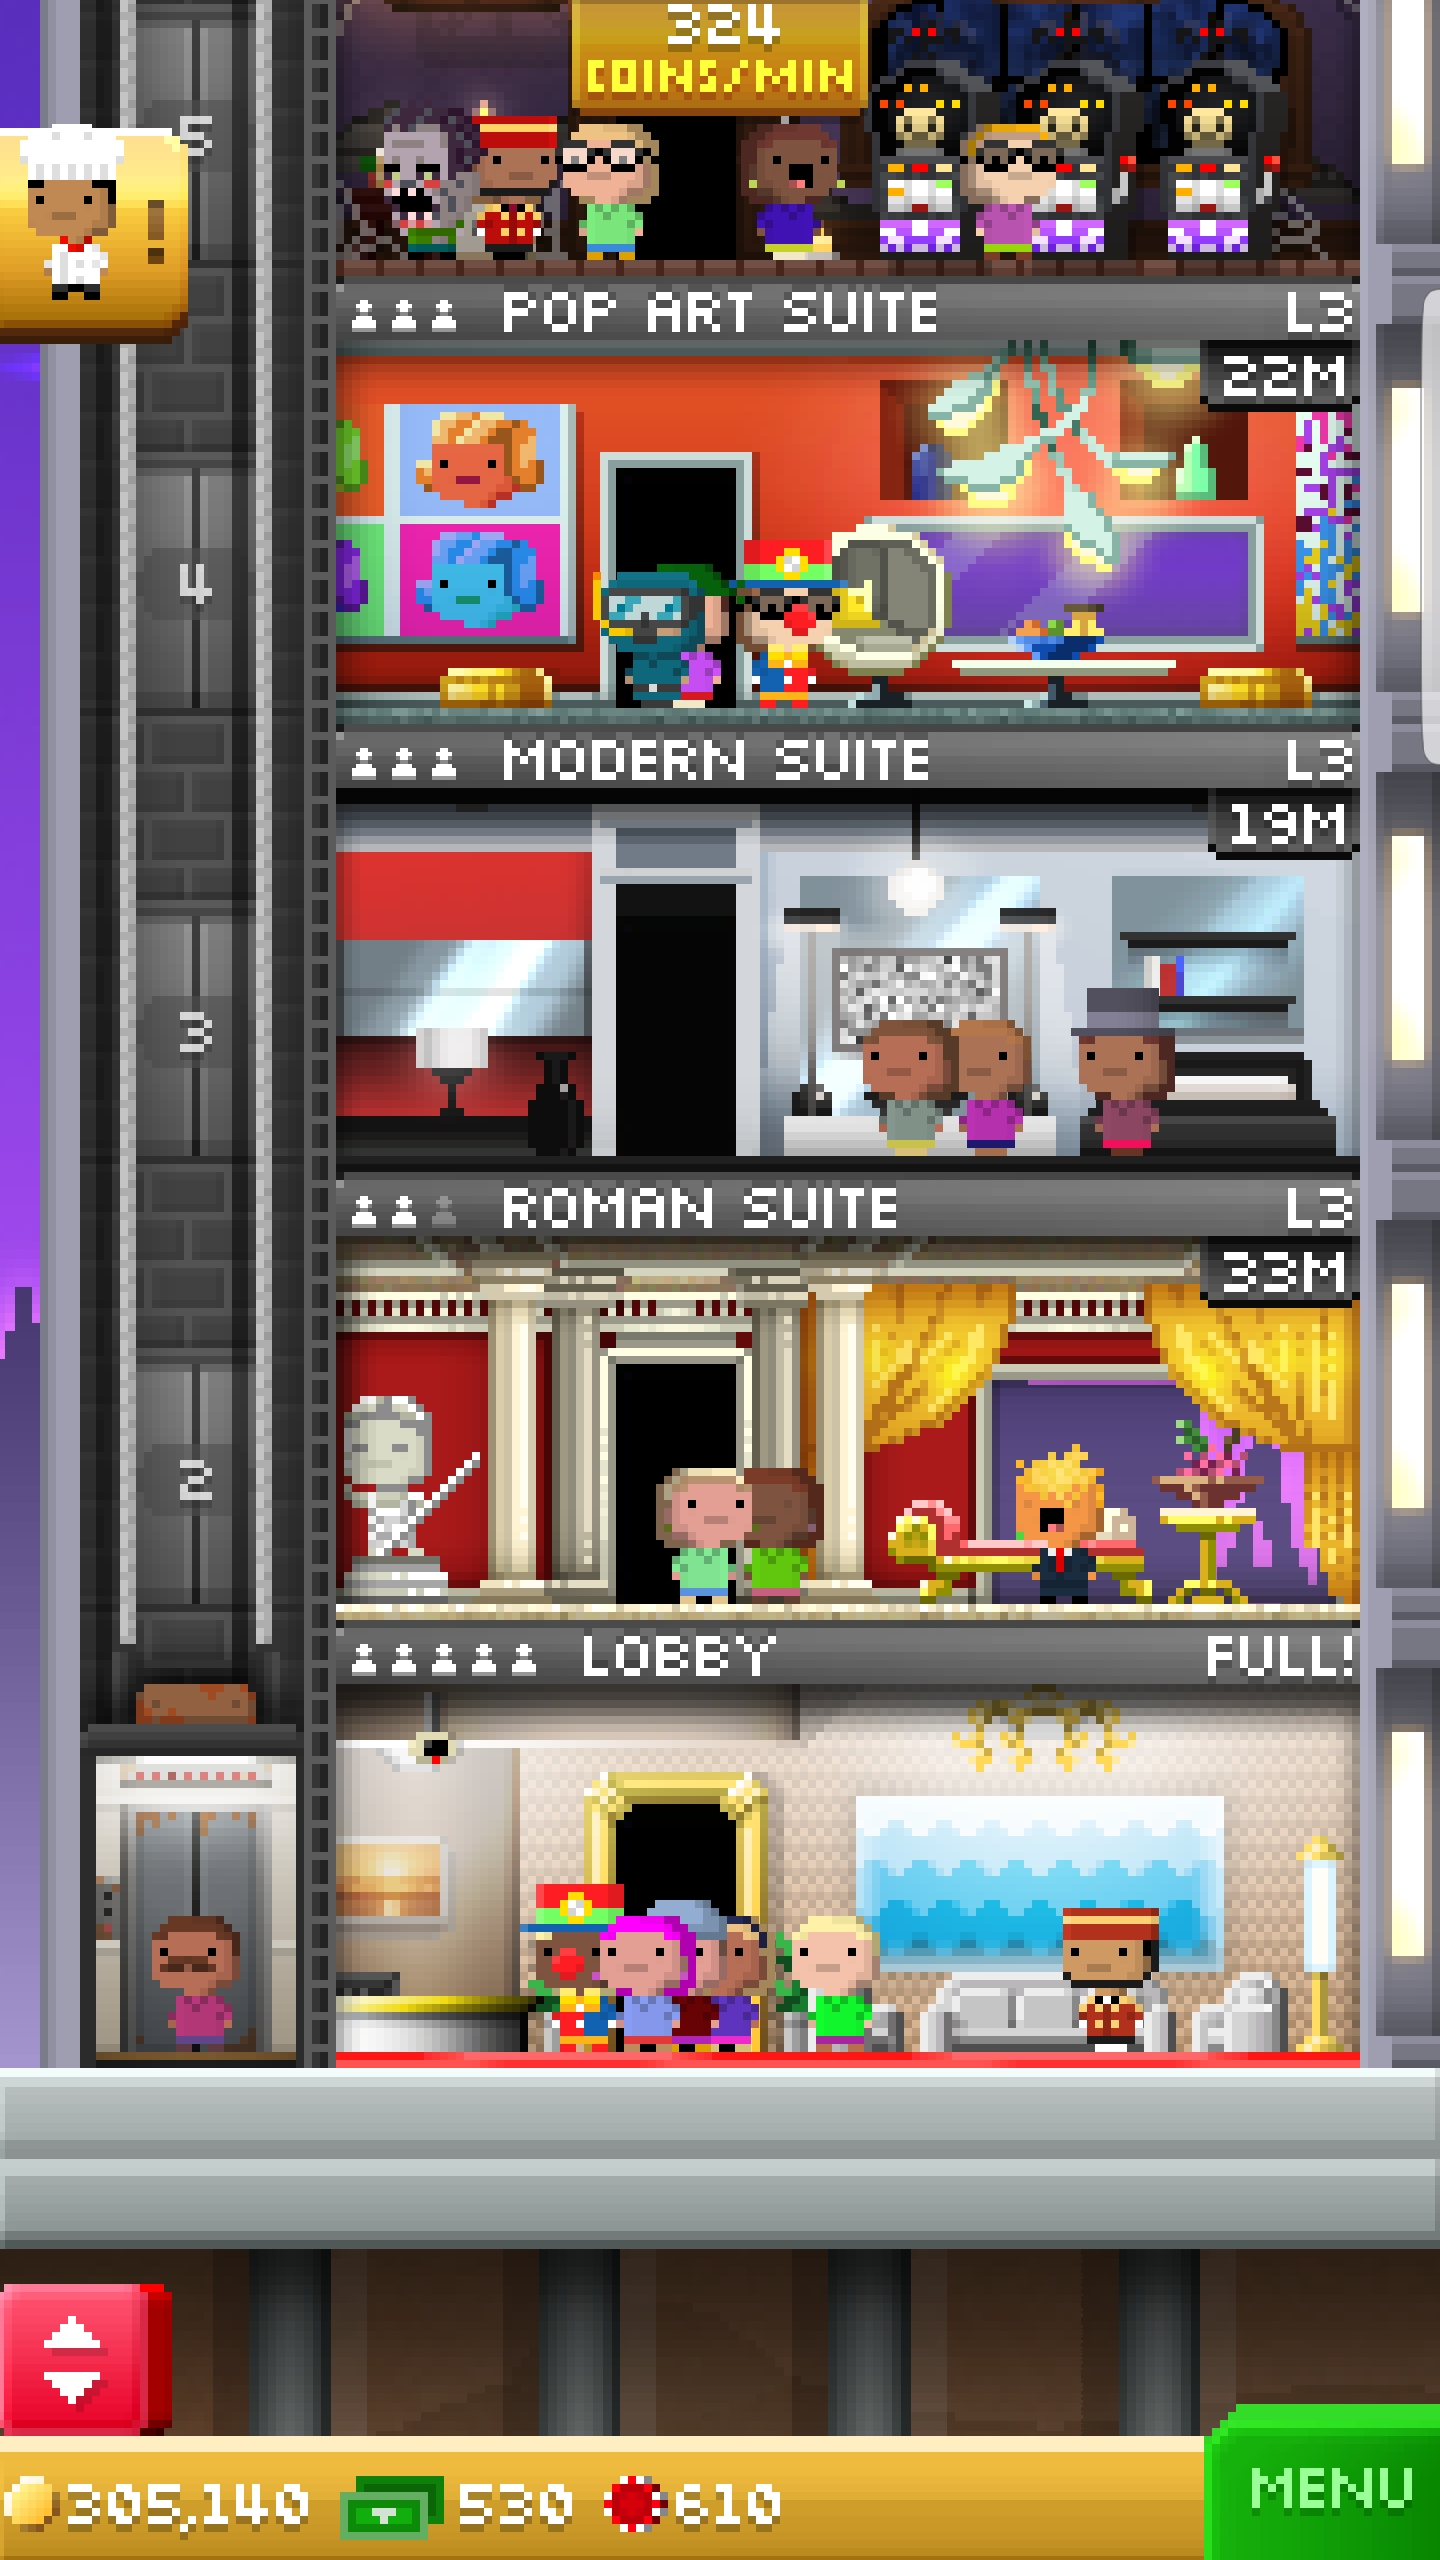 324
COINS/MIN
5
!
POP ART SUITE L3
22M
4
MODERN SUITE L3
19M
3
ROMAN SUITE L3
33M
2
LOBBY FULL!
305,140 530 610
MENU